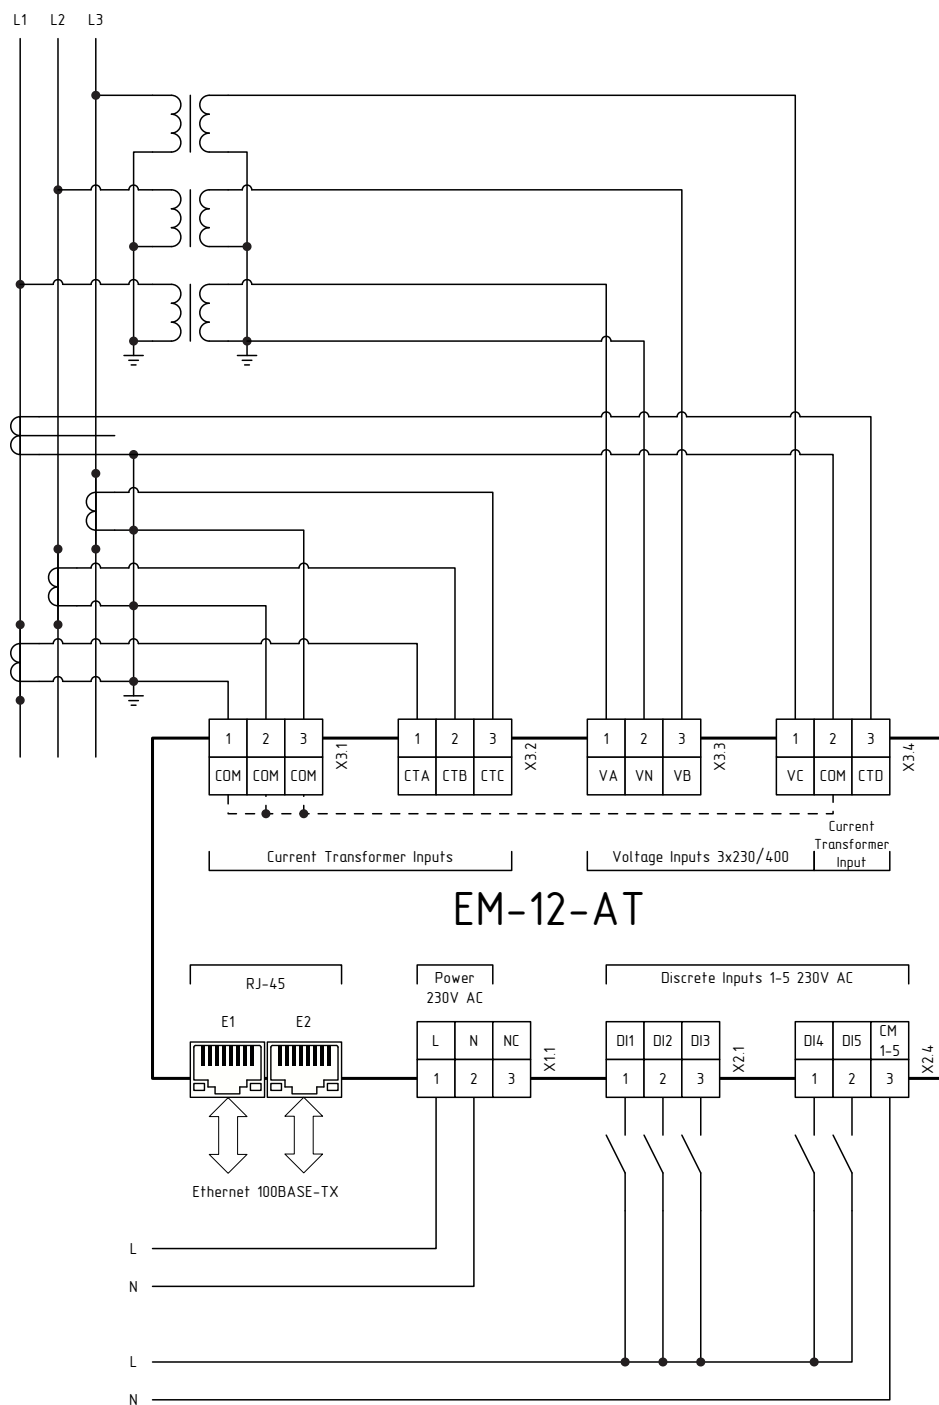 L1 L2 L3
1 2 3 X3.1 1 2 3 X3.2 1 2 3 X3.3 1 2 3 X3.4
COM COM COM CTA CTB CTC VA VN VB VC COM CTD
Current Transformer Inputs
Voltage Inputs 3x230/400
Current
Transformer
Input
EM-12-AT
RJ-45
Power
230V AC
Discrete Inputs 1-5 230V AC
E1 E2
L N NC X1.1 DI1 DI2 DI3 X2.1 DI4 DI5 CM
1-5 X2.4
1 2 3 1 2 3 1 2 3
Ethernet 100BASE-TX
L
N
L
N